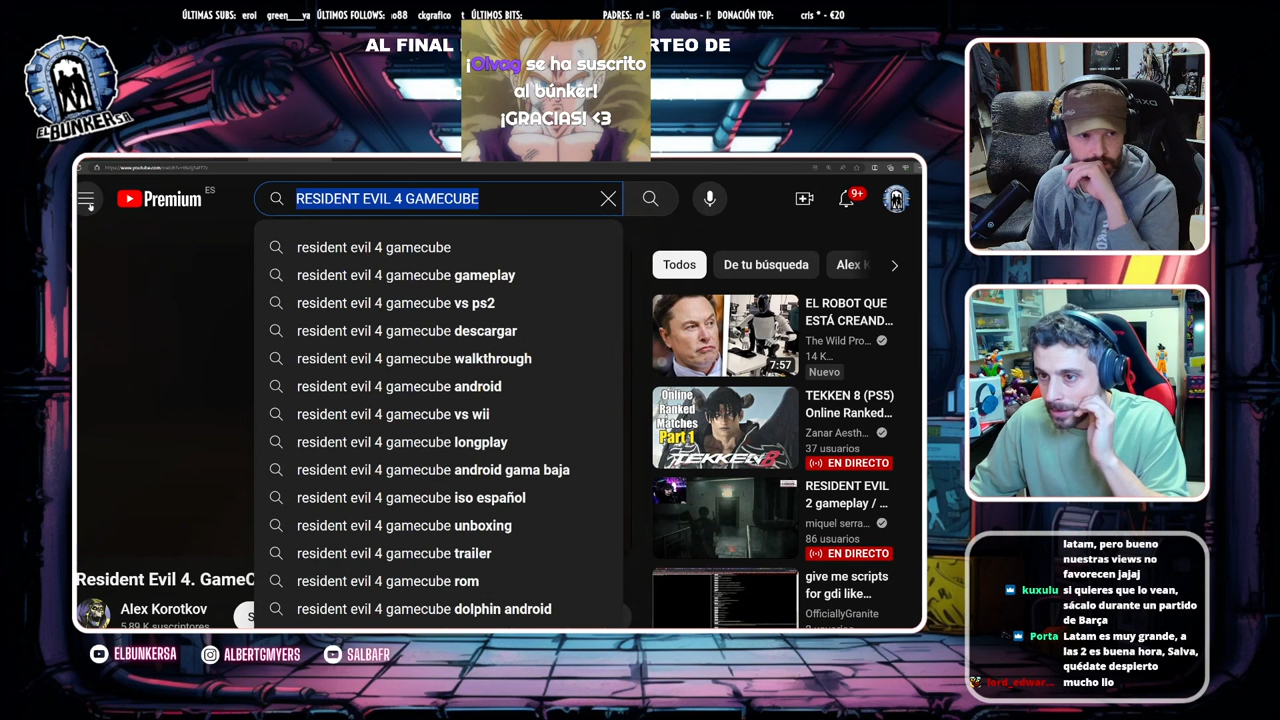 ÚLTIMAS SUBS: erol green___va ÚLTIMOS FOLLOWS: io88 ckgrafico t ÚLTIMOS BITS: PADRES: rd - 18 duabus - DONACIÓN TOP: cris * - €20
AL FINAL
RTEO DE
¡Olvag se ha suscrito
al búnker!
¡GRACIAS! <3
ELBUNKERSA
Premium ES
RESIDENT EVIL 4 GAMECUBE
9+
resident evil 4 gamecube
resident evil 4 gamecube gameplay
resident evil 4 gamecube vs ps2
resident evil 4 gamecube descargar
resident evil 4 gamecube walkthrough
resident evil 4 gamecube android
resident evil 4 gamecube vs wii
resident evil 4 gamecube longplay
resident evil 4 gamecube android gama baja
resident evil 4 gamecube iso español
resident evil 4 gamecube unboxing
resident evil 4 gamecube trailer
resident evil 4 gamecube rom
resident evil 4 gamecube dolphin android
Resident Evil 4. GameC
Alex Korotkov
5,89 K suscriptores
S
Todos
De tu búsqueda
Alex K
EL ROBOT QUE
ESTÁ CREAND...
The Wild Pro...
14 K...
Nuevo
7:57
Online
Ranked
Matches
Part 1
TEKKEN 8
TEKKEN 8 (PS5)
Online Ranked...
Zanar Aesth...
37 usuarios
EN DIRECTO
RESIDENT EVIL
2 gameplay / ...
miquel serra...
86 usuarios
EN DIRECTO
give me scripts
for gdi like...
OfficiallyGranite
latam, pero bueno
nuestras views no
favorecen jajaj
kuxulu si quieres que lo vean,
sácalo durante un partido
de Barça
Porta Latam es muy grande, a
las 2 es buena hora, Salva,
quédate despierto
lord_edwar... mucho lio
ELBUNKERSA
ALBERTGMYERS
SALBAFR